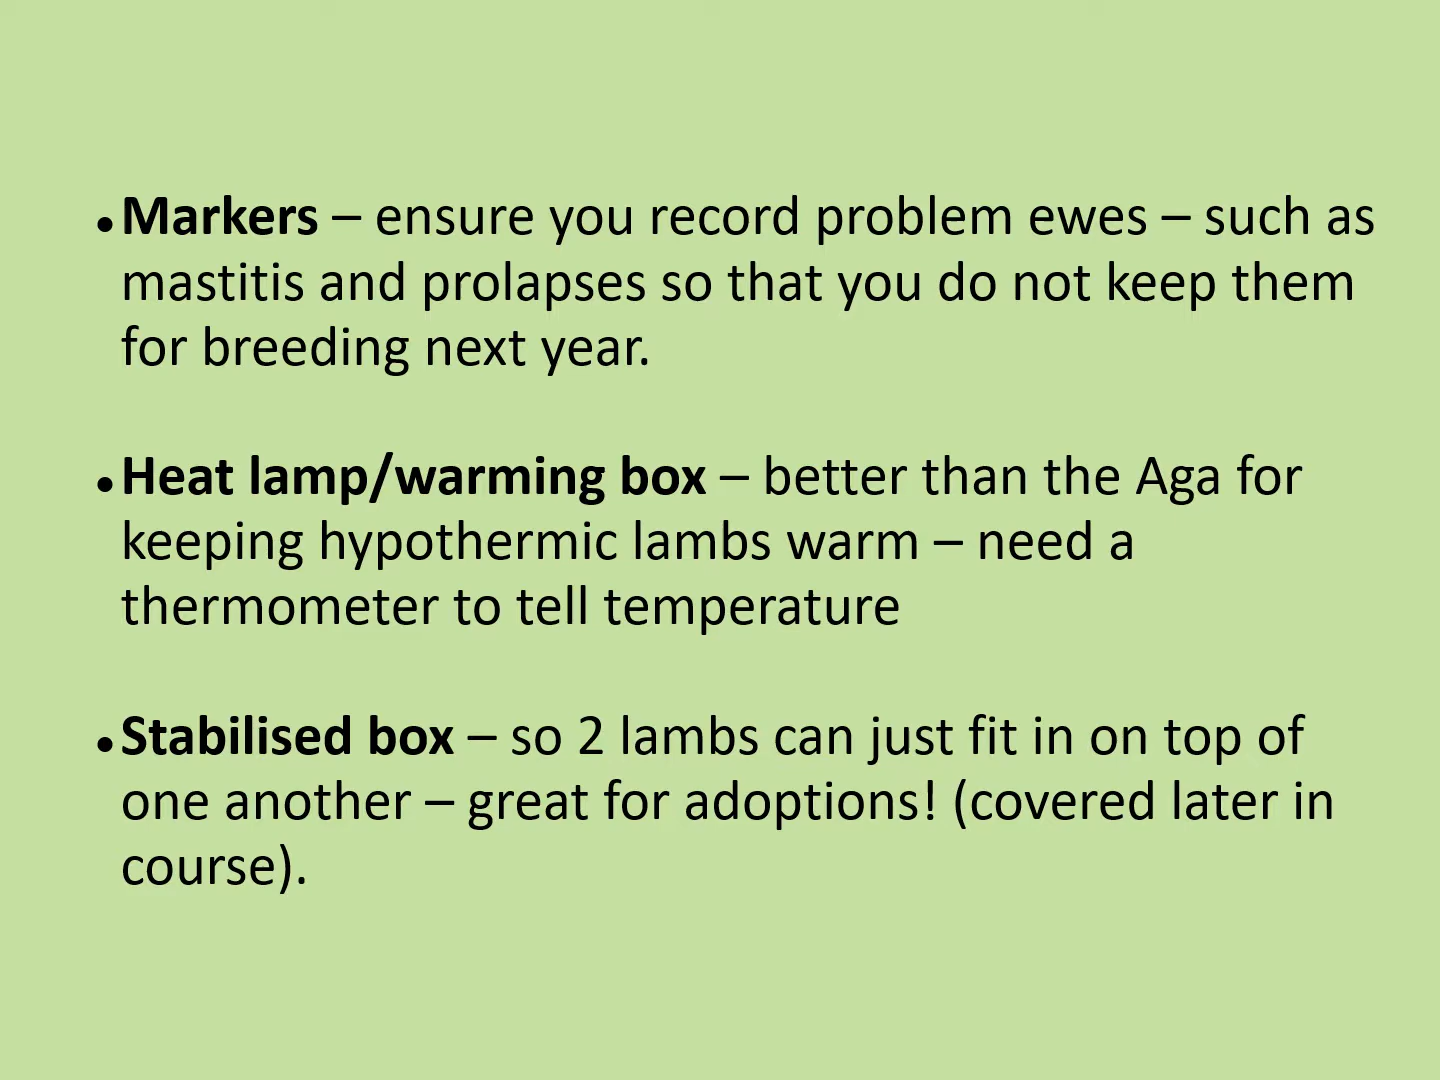 • Markers – ensure you record problem ewes – such as
mastitis and prolapses so that you do not keep them
for breeding next year.
• Heat lamp/warming box – better than the Aga for
keeping hypothermic lambs warm – need a
thermometer to tell temperature
• Stabilised box – so 2 lambs can just fit in on top of
one another – great for adoptions! (covered later in
course).